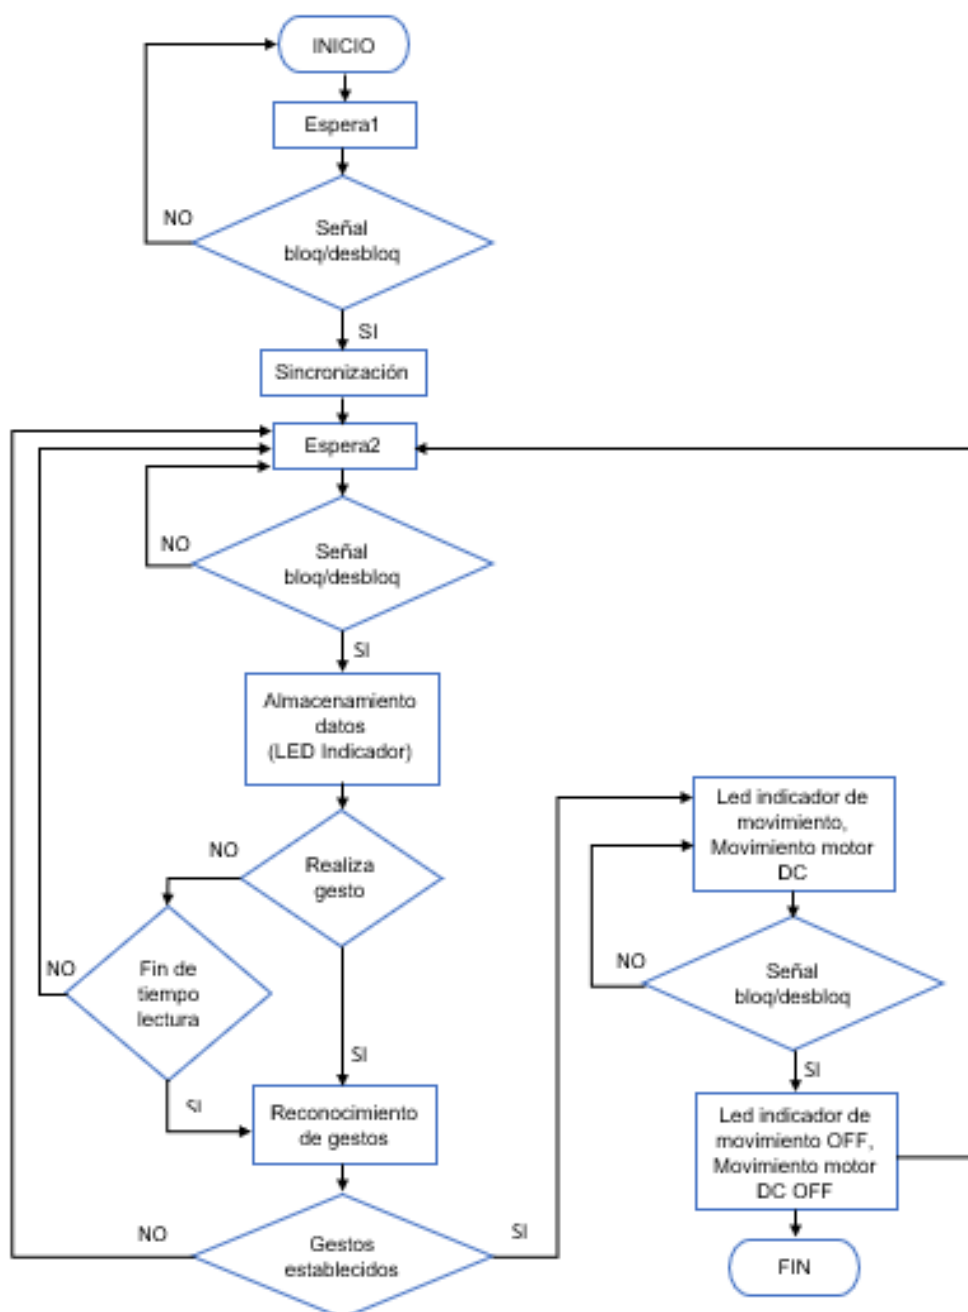 INICIO
Espera1
NO
Señal
bloq/desbloq
SI
Sincronización
Espera2
NO
Señal
bloq/desbloq
SI
Almacenamiento
datos
(LED Indicador)
NO
Realiza
gesto
NO
Fin de
tiempo
lectura
SI
SI
Reconocimiento
de gestos
NO
Gestos
establecidos
SI
Led indicador de
movimiento,
Movimiento motor
DC
NO
Señal
bloq/desbloq
SI
Led indicador de
movimiento OFF,
Movimiento motor
DC OFF
FIN